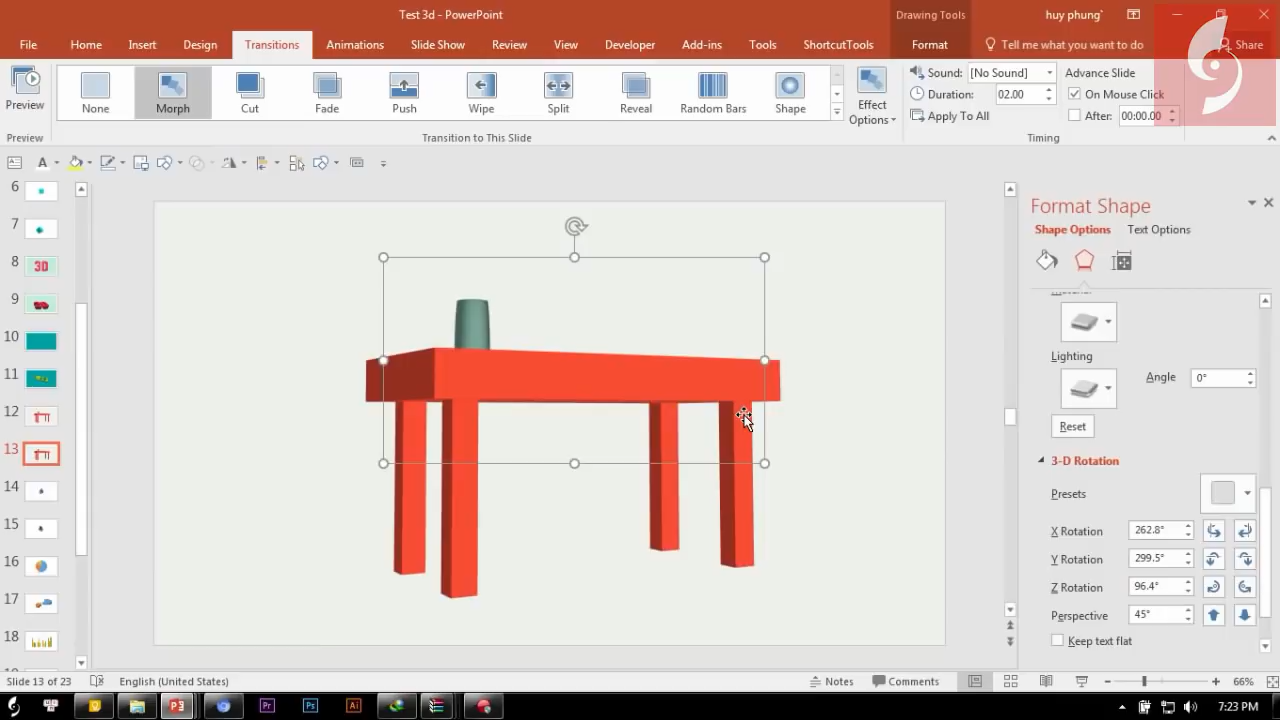 Test 3d - PowerPoint
Drawing Tools
huy phung`
File
Home
Insert
Design
Transitions
Animations
Slide Show
Review
View
Developer
Add-ins
Tools
ShortcutTools
Format
Tell me what you want to do
Share
Preview
None
Morph
Cut
Fade
Push
Wipe
Split
Reveal
Random Bars
Shape
Effect
Options
Sound: [No Sound]
Duration: 02.00
Apply To All
Advance Slide
On Mouse Click
After: 00:00.00
Preview
Transition to This Slide
Timing
6
7
8
3D
9
10
11
12
13
14
15
16
17
18
Format Shape
Shape Options
Text Options
Lighting
Angle
0°
Reset
3-D Rotation
Presets
X Rotation 262.8°
Y Rotation 299.5°
Z Rotation 96.4°
Perspective 45°
Keep text flat
Slide 13 of 23
English (United States)
Notes
Comments
66%
Pr
Ps
Ai
7:23 PM